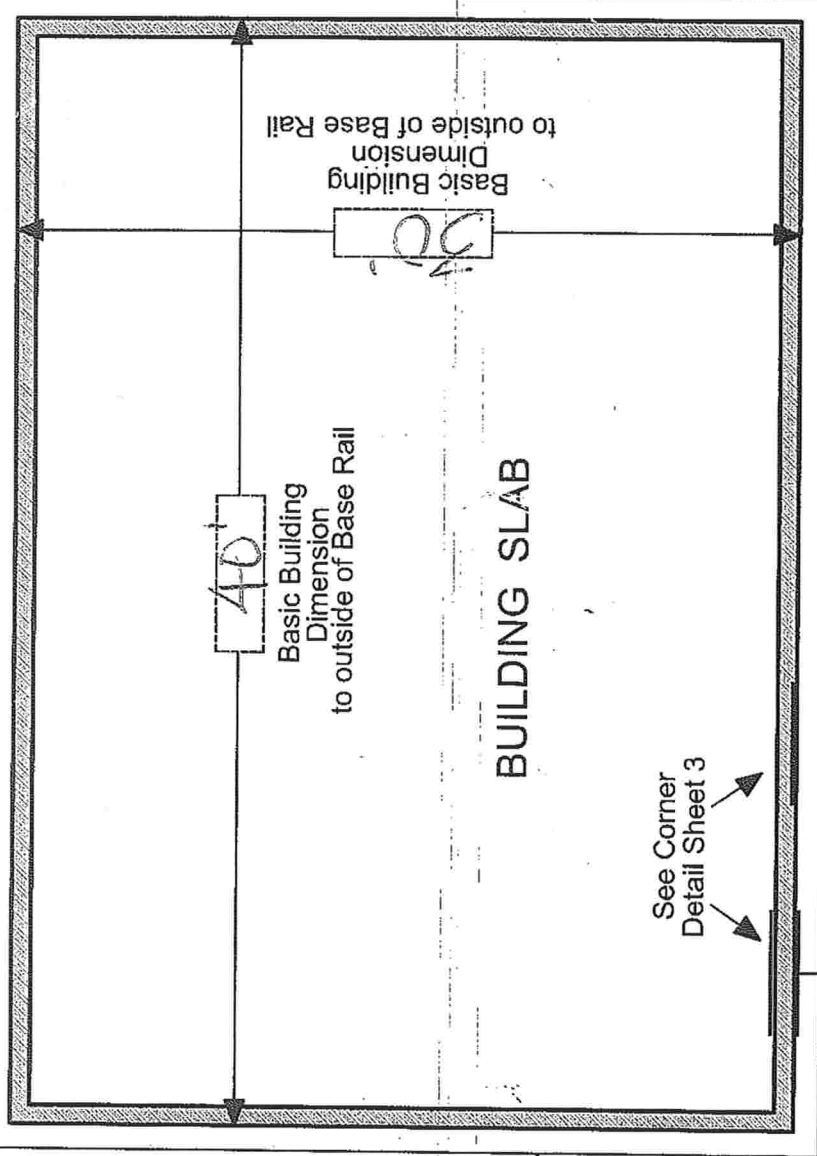 40'
Basic Building
Dimension
to outside of Base Rail
Basic Building
Dimension
to outside of Base Rail
BUILDING SLAB
See Corner
Detail Sheet 3